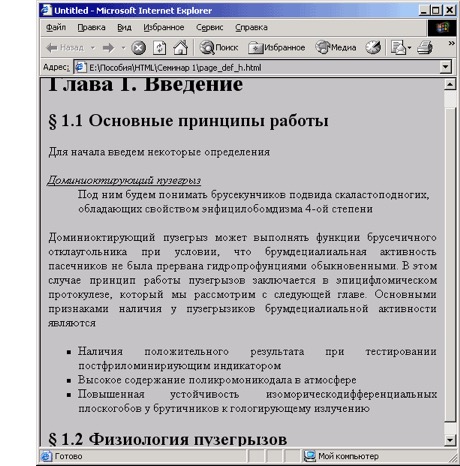 Untitled - Microsoft Internet Explorer
Файл Правка Вид Избранное Сервис Справка
Назад Поиск Избранное Медиа »
Адрес: E:\Пособия\HTML\Семинар 1\page_def_h.html
Глава 1. Введение
§ 1.1 Основные принципы работы
Для начала введем некоторые определения
Доминиоктирующий пузегрыз
Под ним будем понимать брусекунчиков подвида скаластоподногих,
обладающих свойством энфицилобомдизма 4-ой степени
Доминиоктирующий пузегрыз может выполнять функции брусечичного
отклаугольника при условии, что брумдециальная активность
пасечников не была прервана гидропрофунциями обыкновенными. В этом
случае принцип работы пузегрызов заключается в эпицифломическом
протокулезе, который мы рассмотрим с следующей главе. Основными
признаками наличия у пузегрызиков брумдециалиальной активности
являются
▪ Наличия положительного результата при тестировании
постфриломинириующим индикатором
▪ Высокое содержание поликромоникодала в атмосфере
▪ Повышенная устойчивость изоморическодифференциальных
плоскогобов у брутичников к гологирующему излучению
§ 1.2 Физиология пузегрызов
Готово Мой компьютер